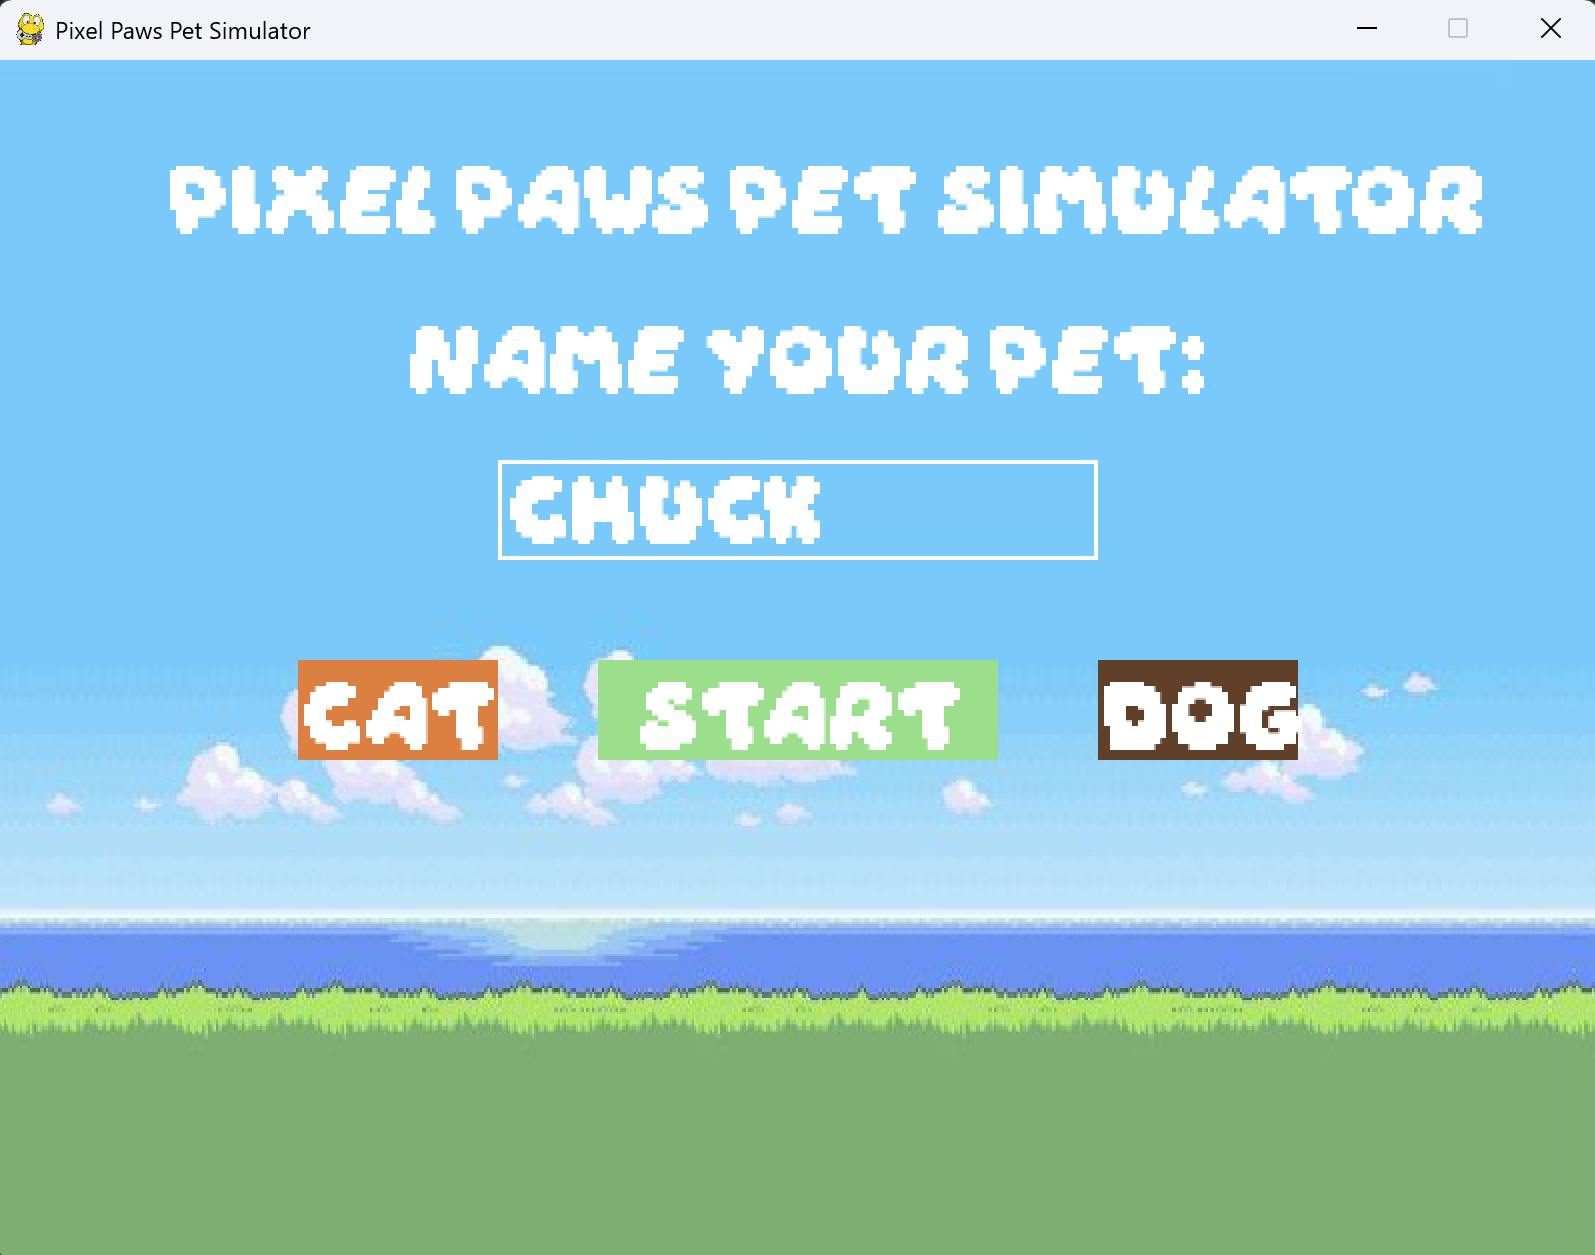 Pixel Paws Pet Simulator
PIXEL PAWS PET SIMULATOR
NAME YOUR PET:
CHUCK
CAT START DOG